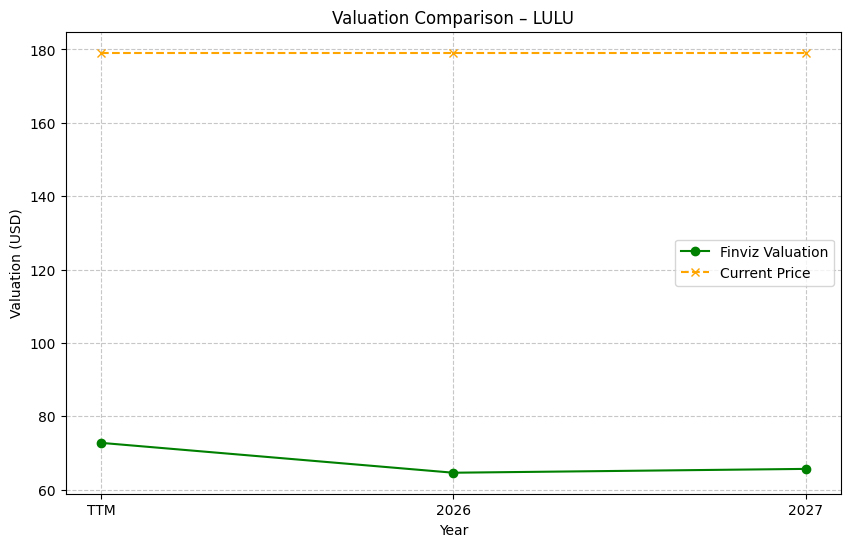 Valuation Comparison – LULU
Valuation (USD)
180
160
140
120
100
80
60
Finviz Valuation
Current Price
TTM
2026
2027
Year